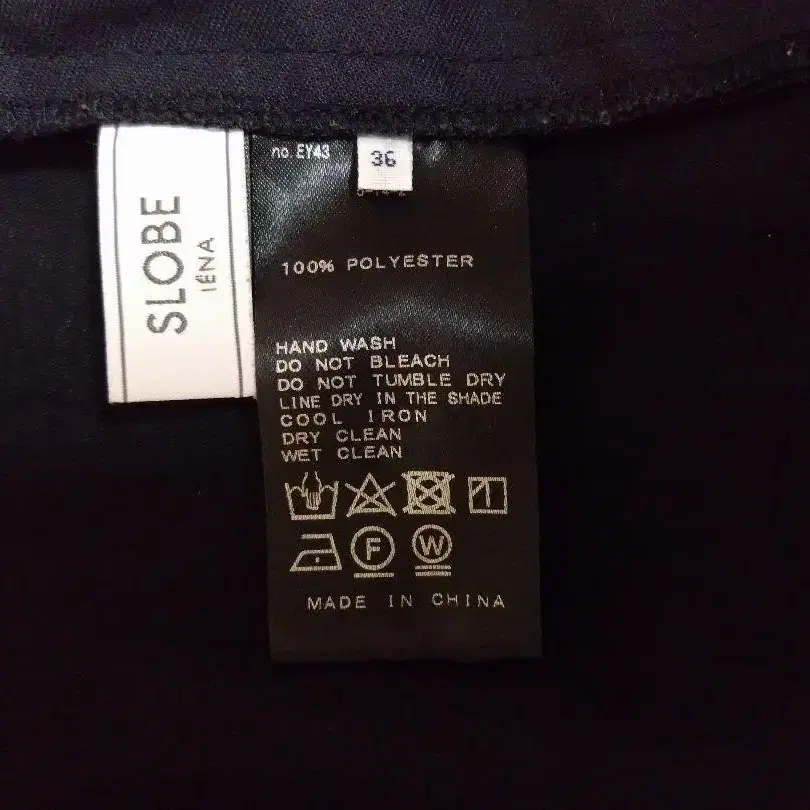 SLOBE
IÉNA
no. EY43
36
100% POLYESTER
HAND WASH
DO NOT BLEACH
DO NOT TUMBLE DRY
LINE DRY IN THE SHADE
COOL IRON
DRY CLEAN
WET CLEAN
F
W
MADE IN CHINA